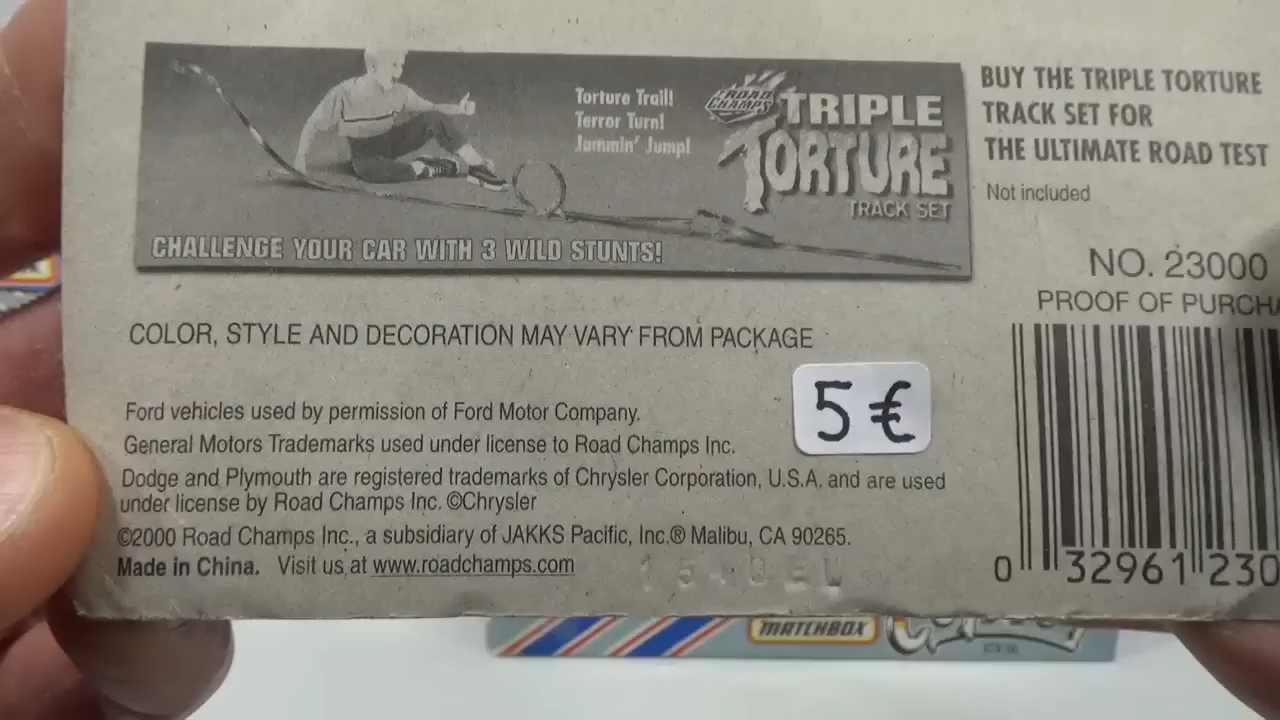 Torture Trail!
Terror Turn!
Jammin' Jump!
ROAD CHAMPS
TRIPLE
TORTURE
TRACK SET
CHALLENGE YOUR CAR WITH 3 WILD STUNTS!
BUY THE TRIPLE TORTURE
TRACK SET FOR
THE ULTIMATE ROAD TEST
Not included
NO. 23000
PROOF OF PURCHA
COLOR, STYLE AND DECORATION MAY VARY FROM PACKAGE
5 €
Ford vehicles used by permission of Ford Motor Company.
General Motors Trademarks used under license to Road Champs Inc.
Dodge and Plymouth are registered trademarks of Chrysler Corporation, U.S.A. and are used
under license by Road Champs Inc. ©Chrysler
©2000 Road Champs Inc., a subsidiary of JAKKS Pacific, Inc.® Malibu, CA 90265.
Made in China. Visit us at www.roadchamps.com
0 32961 230
MATCHBOX